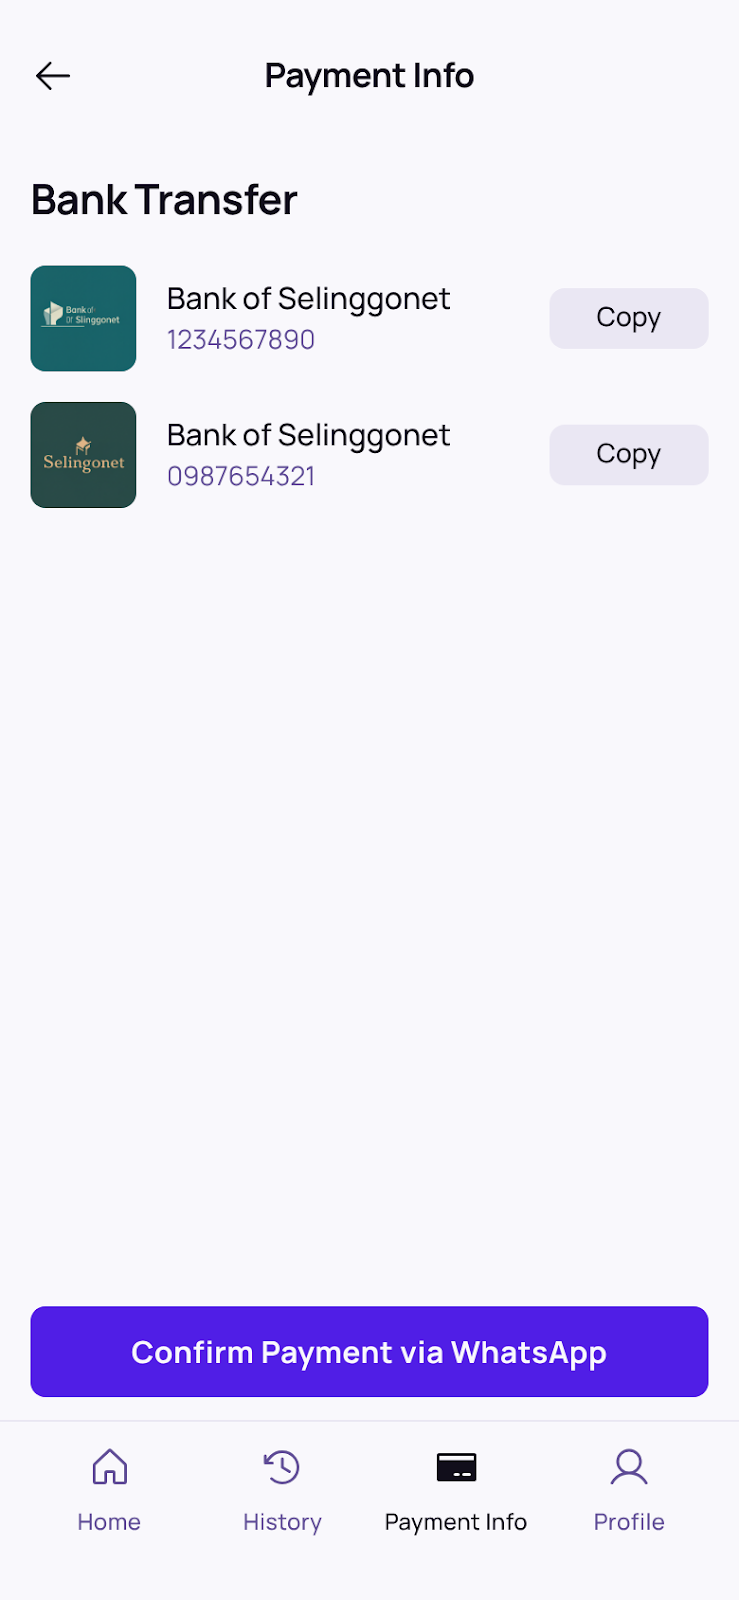 Payment Info
Bank Transfer
Bank of
Or Slinggonet
Bank of Selinggonet
1234567890
Copy
Selingonet
Bank of Selinggonet
0987654321
Copy
Confirm Payment via WhatsApp
Home
History
Payment Info
Profile